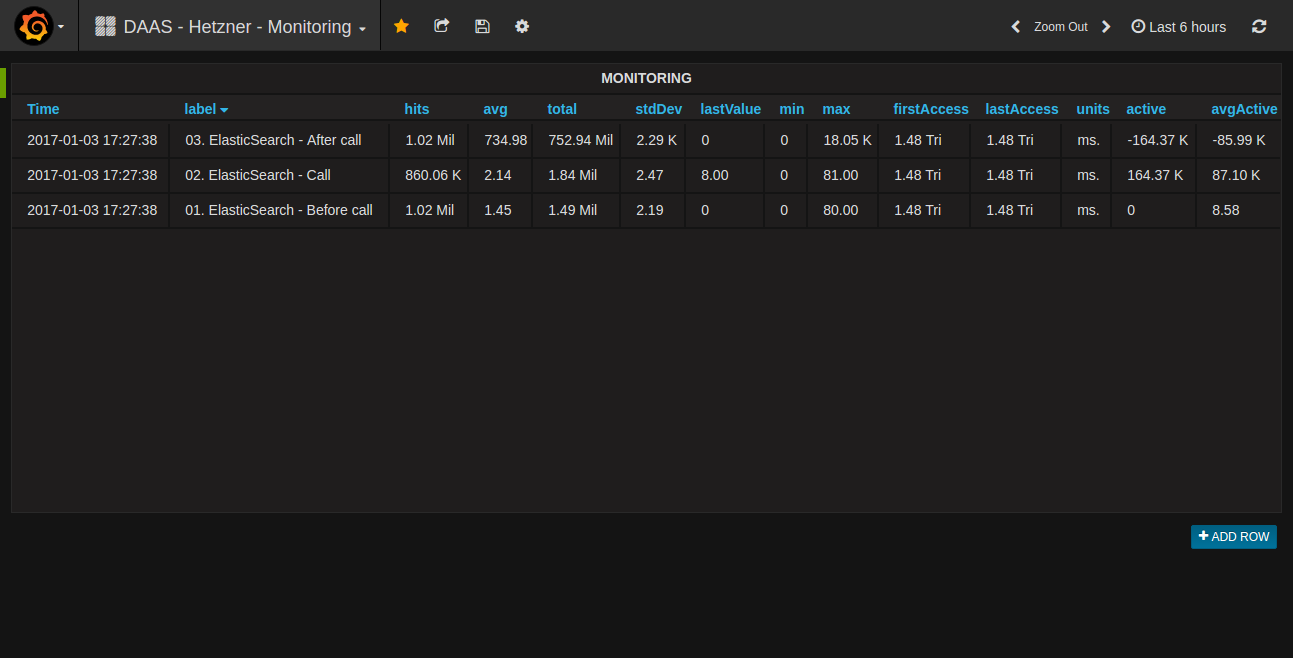 DAAS - Hetzner - Monitoring Zoom Out Last 6 hours
MONITORING
Time label hits avg total stdDev lastValue min max firstAccess lastAccess units active avgActive
2017-01-03 17:27:38 03. ElasticSearch - After call 1.02 Mil 734.98 752.94 Mil 2.29 K 0 0 18.05 K 1.48 Tri 1.48 Tri ms. -164.37 K -85.99 K
2017-01-03 17:27:38 02. ElasticSearch - Call 860.06 K 2.14 1.84 Mil 2.47 8.00 0 81.00 1.48 Tri 1.48 Tri ms. 164.37 K 87.10 K
2017-01-03 17:27:38 01. ElasticSearch - Before call 1.02 Mil 1.45 1.49 Mil 2.19 0 0 80.00 1.48 Tri 1.48 Tri ms. 0 8.58
ADD ROW